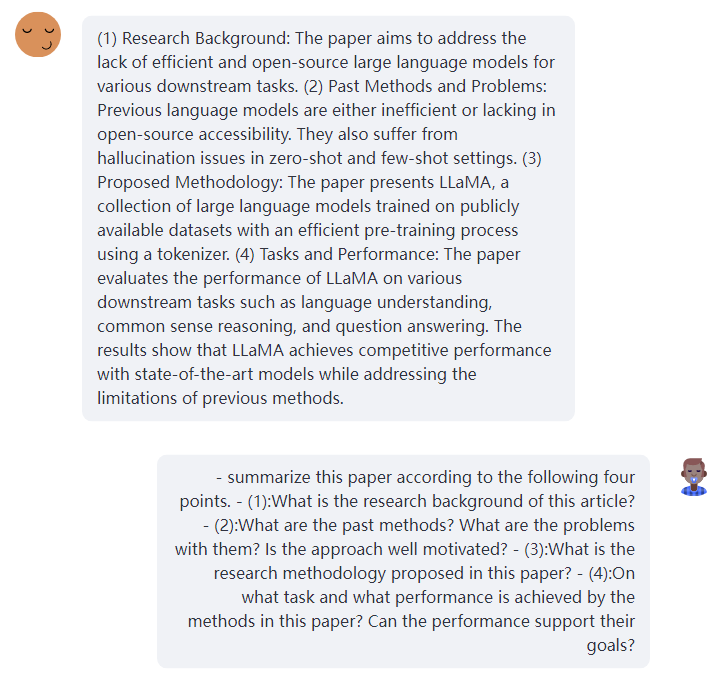 (1) Research Background: The paper aims to address the
lack of efficient and open-source large language models for
various downstream tasks. (2) Past Methods and Problems:
Previous language models are either inefficient or lacking in
open-source accessibility. They also suffer from
hallucination issues in zero-shot and few-shot settings. (3)
Proposed Methodology: The paper presents LLaMA, a
collection of large language models trained on publicly
available datasets with an efficient pre-training process
using a tokenizer. (4) Tasks and Performance: The paper
evaluates the performance of LLaMA on various
downstream tasks such as language understanding,
common sense reasoning, and question answering. The
results show that LLaMA achieves competitive performance
with state-of-the-art models while addressing the
limitations of previous methods.
- summarize this paper according to the following four
points. - (1):What is the research background of this article?
- (2):What are the past methods? What are the problems
with them? Is the approach well motivated? - (3):What is the
research methodology proposed in this paper? - (4):On
what task and what performance is achieved by the
methods in this paper? Can the performance support their
goals?